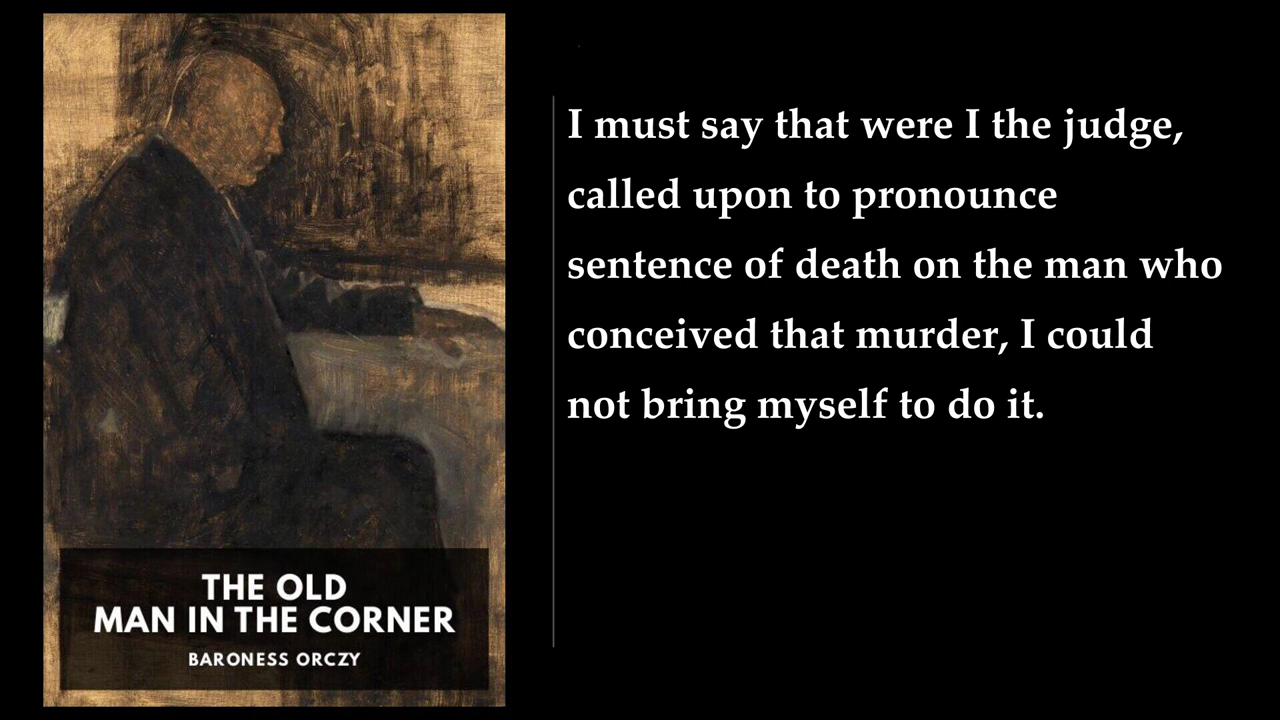 I must say that were I the judge,
called upon to pronounce
sentence of death on the man who
conceived that murder, I could
not bring myself to do it.
THE OLD
MAN IN THE CORNER
BARONESS ORCZY